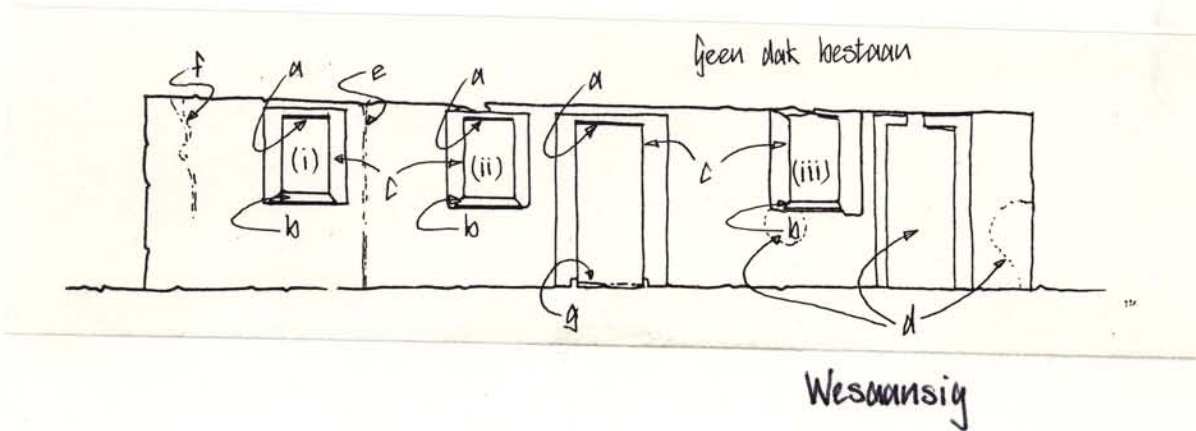 Geen dak bestaan
f a e a a
(i) c (ii) c (iii)
b b b
g d
Wesaansig